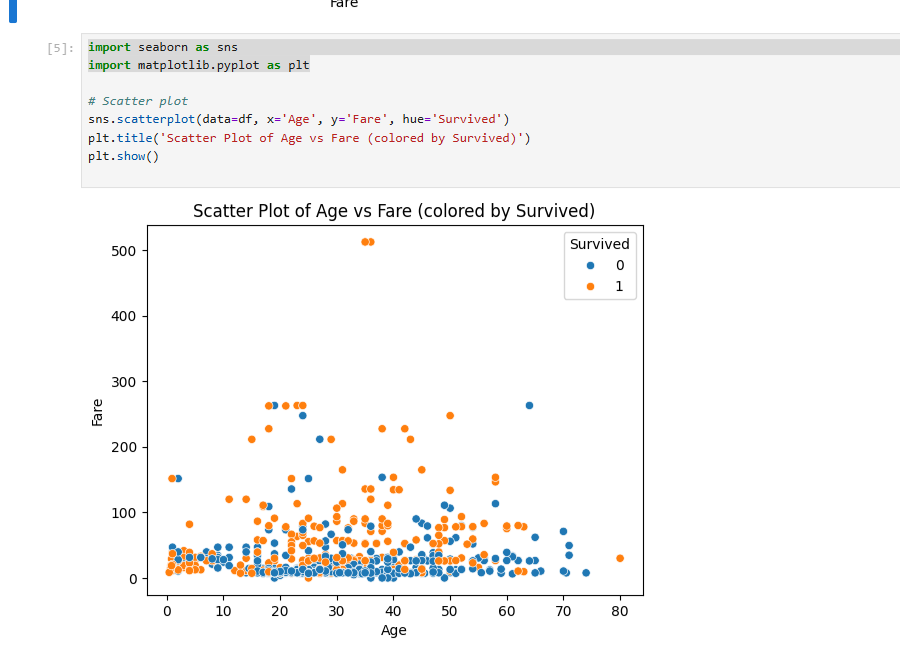 Fare
[5]:
import seaborn as sns
import matplotlib.pyplot as plt
# Scatter plot
sns.scatterplot(data=df, x='Age', y='Fare', hue='Survived')
plt.title('Scatter Plot of Age vs Fare (colored by Survived)')
plt.show()
Scatter Plot of Age vs Fare (colored by Survived)
Survived
0
1
500
400
300
200
100
0
Fare
0 10 20 30 40 50 60 70 80
Age